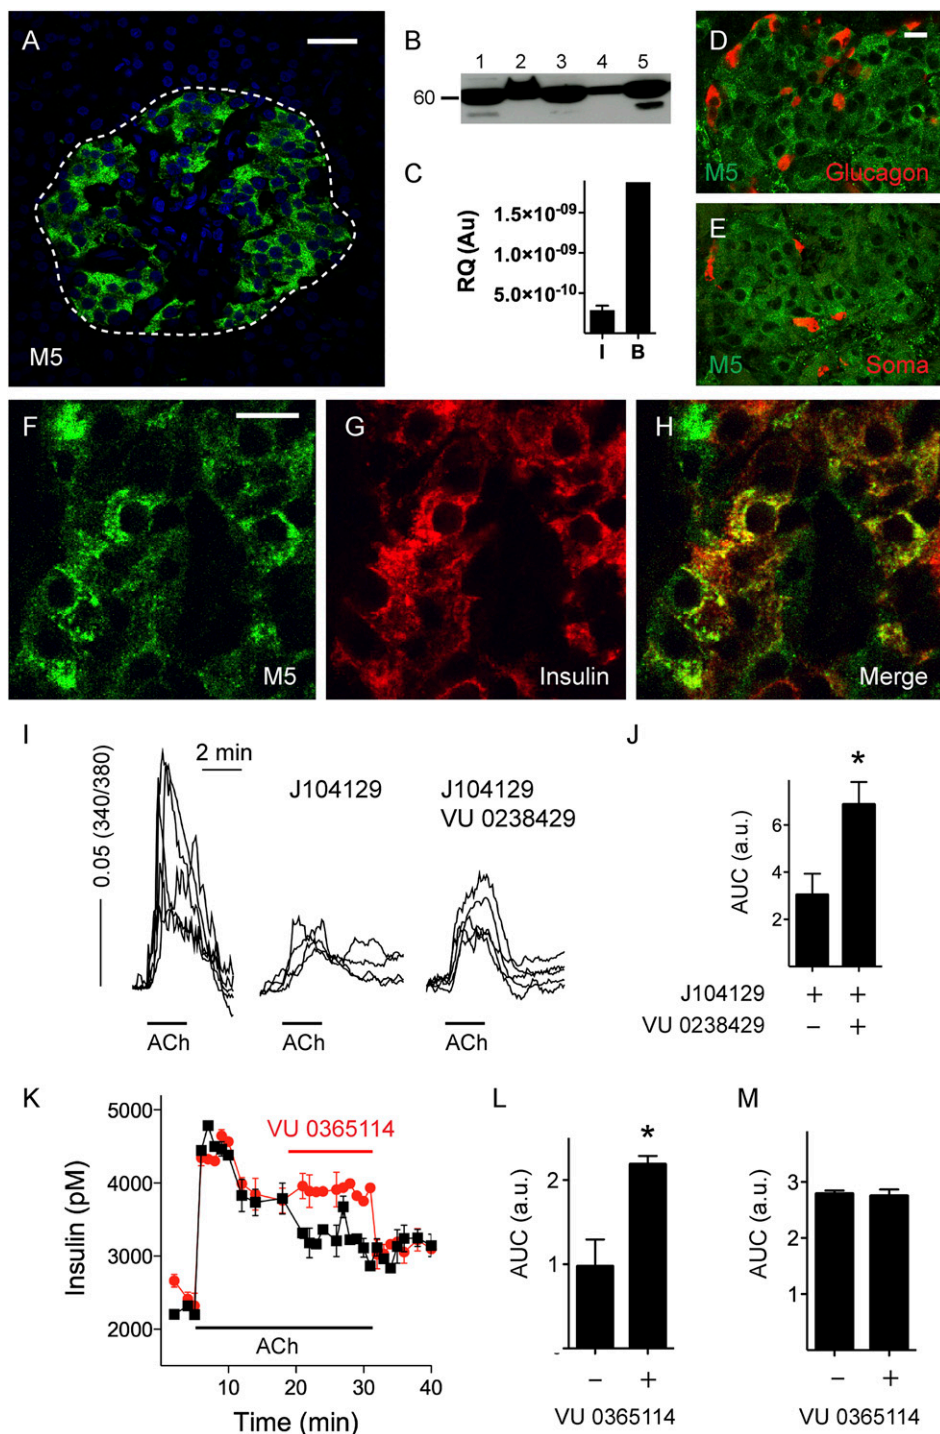 A
M5
B
1 2 3 4 5
60
C
RQ (Au)
1.5×10⁻⁰⁹
1.0×10⁻⁰⁹
5.0×10⁻¹⁰
I B
D
M5 Glucagon
E
M5 Soma
F
M5
G
Insulin
H
Merge
I
0.05 (340/380)
2 min
J104129
J104129
VU 0238429
ACh
ACh
ACh
J
*
AUC (a.u.)
6
4
2
J104129 + +
VU 0238429 − +
K
Insulin (pM)
5000
4000
3000
2000
VU 0365114
ACh
10 20 30 40
Time (min)
L
*
AUC (a.u.)
2
1
− +
VU 0365114
M
AUC (a.u.)
3
2
1
− +
VU 0365114